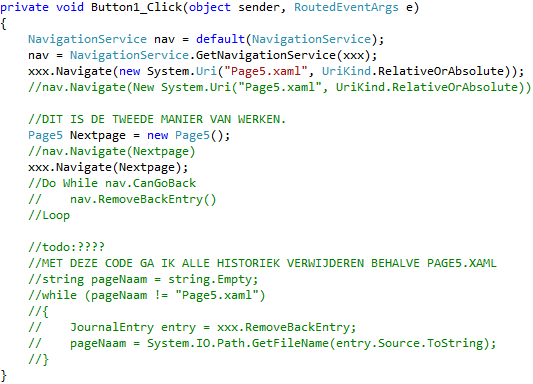 private void Button1_Click(object sender, RoutedEventArgs e)
{
NavigationService nav = default(NavigationService);
nav = NavigationService.GetNavigationService(xxx);
xxx.Navigate(new System.Uri("Page5.xaml", UriKind.RelativeOrAbsolute));
//nav.Navigate(New System.Uri("Page5.xaml", UriKind.RelativeOrAbsolute))
//DIT IS DE TWEEDE MANIER VAN WERKEN.
Page5 Nextpage = new Page5();
//nav.Navigate(Nextpage)
xxx.Navigate(Nextpage);
//Do While nav.CanGoBack
//    nav.RemoveBackEntry()
//Loop
//todo:????
//MET DEZE CODE GA IK ALLE HISTORIEK VERWIJDEREN BEHALVE PAGE5.XAML
//string pageNaam = string.Empty;
//while (pageNaam != "Page5.xaml")
//{
//    JournalEntry entry = xxx.RemoveBackEntry;
//    pageNaam = System.IO.Path.GetFileName(entry.Source.ToString);
//}
}